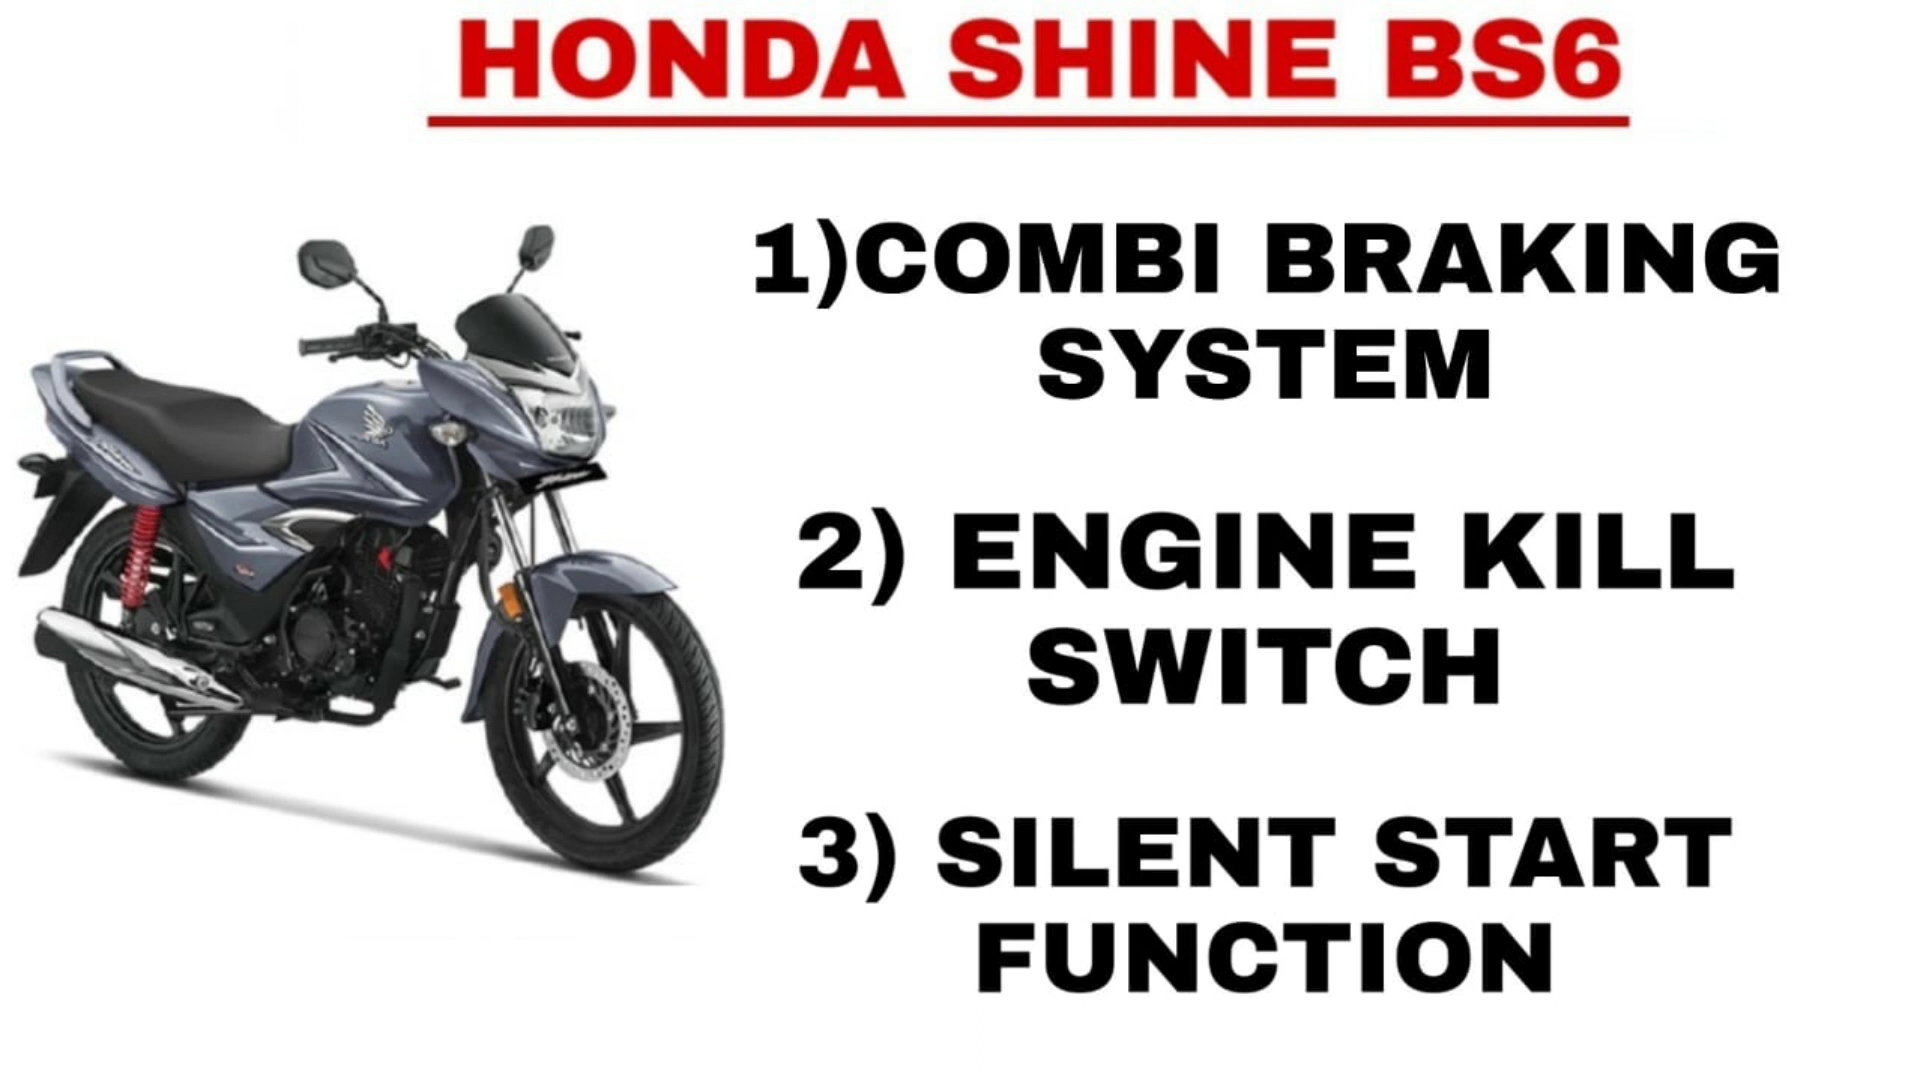 HONDA SHINE BS6
1)COMBI BRAKING
SYSTEM
2) ENGINE KILL
SWITCH
3) SILENT START
FUNCTION